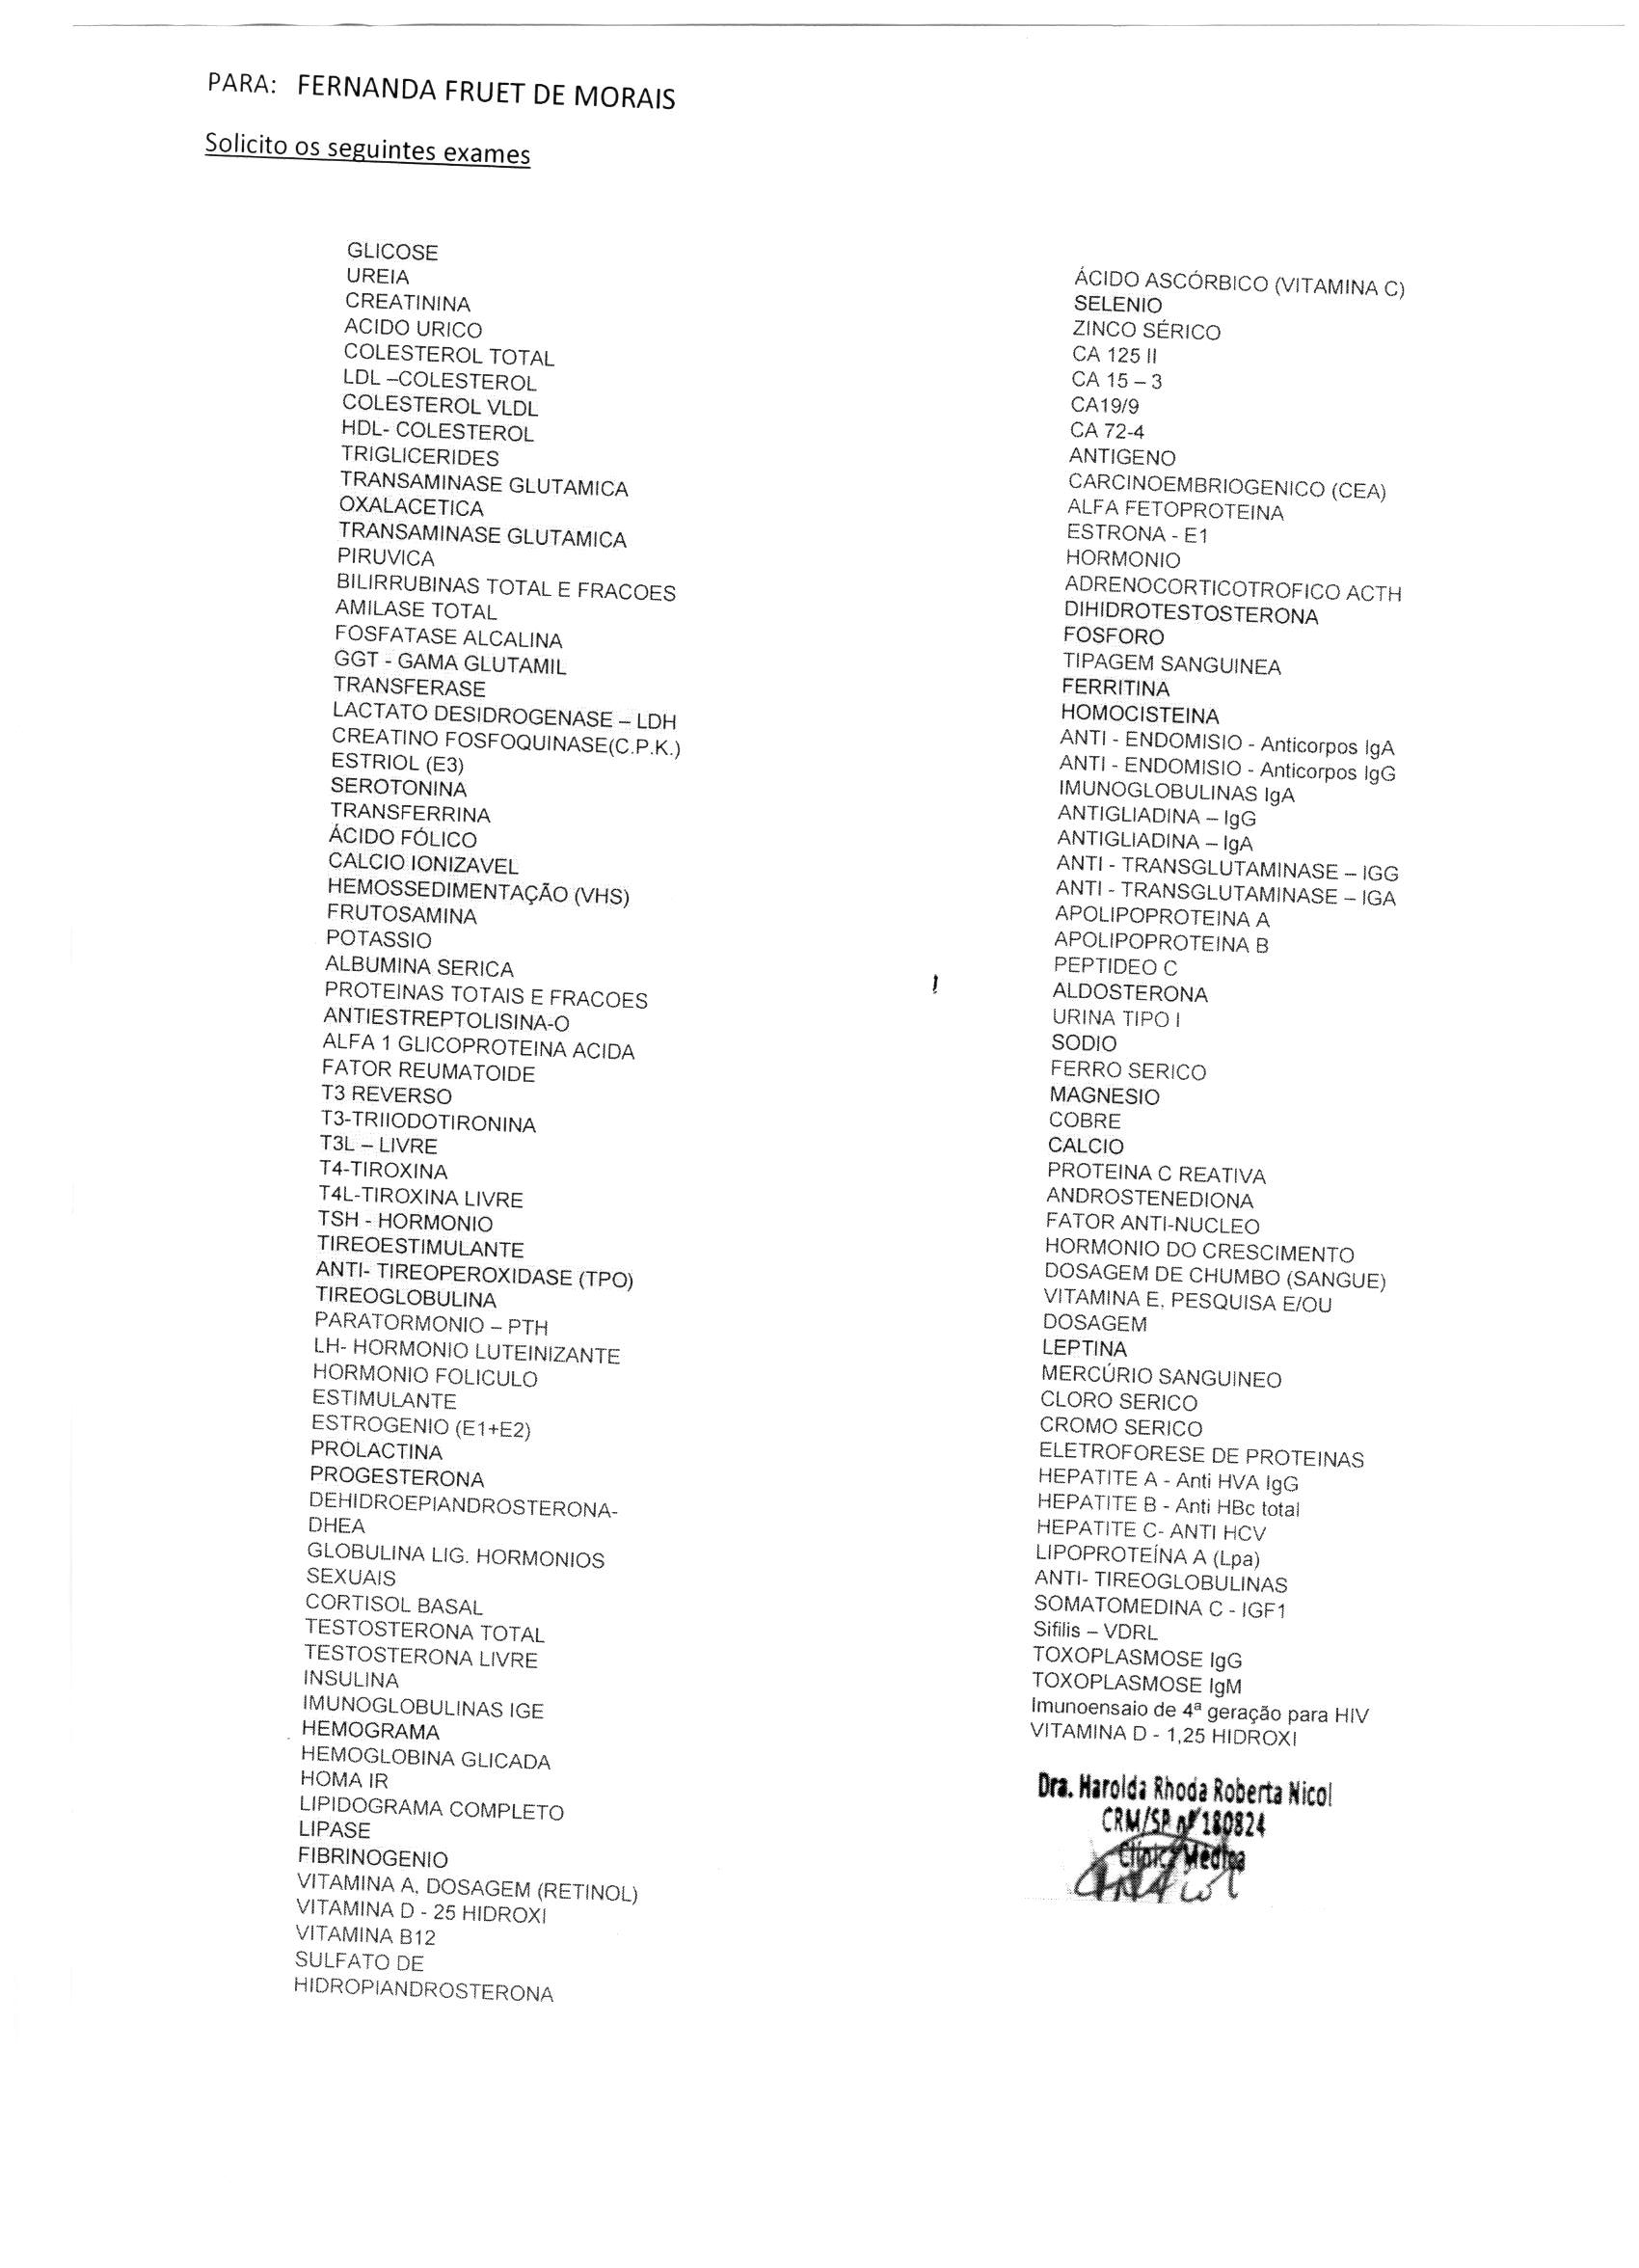 PARA: FERNANDA FRUET DE MORAIS
Solicito os seguintes exames
GLICOSE
UREIA
CREATININA
ACIDO URICO
COLESTEROL TOTAL
LDL –COLESTEROL
COLESTEROL VLDL
HDL- COLESTEROL
TRIGLICERIDES
TRANSAMINASE GLUTAMICA
OXALACETICA
TRANSAMINASE GLUTAMICA
PIRUVICA
BILIRRUBINAS TOTAL E FRACOES
AMILASE TOTAL
FOSFATASE ALCALINA
GGT - GAMA GLUTAMIL
TRANSFERASE
LACTATO DESIDROGENASE – LDH
CREATINO FOSFOQUINASE(C.P.K.)
ESTRIOL (E3)
SEROTONINA
TRANSFERRINA
ÁCIDO FÓLICO
CALCIO IONIZAVEL
HEMOSSEDIMENTAÇÃO (VHS)
FRUTOSAMINA
POTASSIO
ALBUMINA SERICA
PROTEINAS TOTAIS E FRACOES
ANTIESTREPTOLISINA-O
ALFA 1 GLICOPROTEINA ACIDA
FATOR REUMATOIDE
T3 REVERSO
T3-TRIIODOTIRONINA
T3L – LIVRE
T4-TIROXINA
T4L-TIROXINA LIVRE
TSH - HORMONIO
TIREOESTIMULANTE
ANTI- TIREOPEROXIDASE (TPO)
TIREOGLOBULINA
PARATORMONIO – PTH
LH- HORMONIO LUTEINIZANTE
HORMONIO FOLICULO
ESTIMULANTE
ESTROGENIO (E1+E2)
PROLACTINA
PROGESTERONA
DEHIDROEPIANDROSTERONA-
DHEA
GLOBULINA LIG. HORMONIOS
SEXUAIS
CORTISOL BASAL
TESTOSTERONA TOTAL
TESTOSTERONA LIVRE
INSULINA
IMUNOGLOBULINAS IGE
HEMOGRAMA
HEMOGLOBINA GLICADA
HOMA IR
LIPIDOGRAMA COMPLETO
LIPASE
FIBRINOGENIO
VITAMINA A, DOSAGEM (RETINOL)
VITAMINA D - 25 HIDROXI
VITAMINA B12
SULFATO DE
HIDROPIANDROSTERONA
ÁCIDO ASCÓRBICO (VITAMINA C)
SELENIO
ZINCO SÉRICO
CA 125 II
CA 15 – 3
CA19/9
CA 72-4
ANTIGENO
CARCINOEMBRIOGENICO (CEA)
ALFA FETOPROTEINA
ESTRONA - E1
HORMONIO
ADRENOCORTICOTROFICO ACTH
DIHIDROTESTOSTERONA
FOSFORO
TIPAGEM SANGUINEA
FERRITINA
HOMOCISTEINA
ANTI - ENDOMISIO - Anticorpos IgA
ANTI - ENDOMISIO - Anticorpos IgG
IMUNOGLOBULINAS IgA
ANTIGLIADINA – IgG
ANTIGLIADINA – IgA
ANTI - TRANSGLUTAMINASE – IGG
ANTI - TRANSGLUTAMINASE – IGA
APOLIPOPROTEINA A
APOLIPOPROTEINA B
PEPTIDEO C
ALDOSTERONA
URINA TIPO I
SODIO
FERRO SERICO
MAGNESIO
COBRE
CALCIO
PROTEINA C REATIVA
ANDROSTENEDIONA
FATOR ANTI-NUCLEO
HORMONIO DO CRESCIMENTO
DOSAGEM DE CHUMBO (SANGUE)
VITAMINA E, PESQUISA E/OU
DOSAGEM
LEPTINA
MERCÚRIO SANGUINEO
CLORO SERICO
CROMO SERICO
ELETROFORESE DE PROTEINAS
HEPATITE A - Anti HVA IgG
HEPATITE B - Anti HBc total
HEPATITE C- ANTI HCV
LIPOPROTEÍNA A (Lpa)
ANTI- TIREOGLOBULINAS
SOMATOMEDINA C - IGF1
Sifilis – VDRL
TOXOPLASMOSE IgG
TOXOPLASMOSE IgM
Imunoensaio de 4ª geração para HIV
VITAMINA D - 1,25 HIDROXI
Dra. Harolda Rhoda Roberta Nicol
CRM/SP nº 180824
Clínica Médica